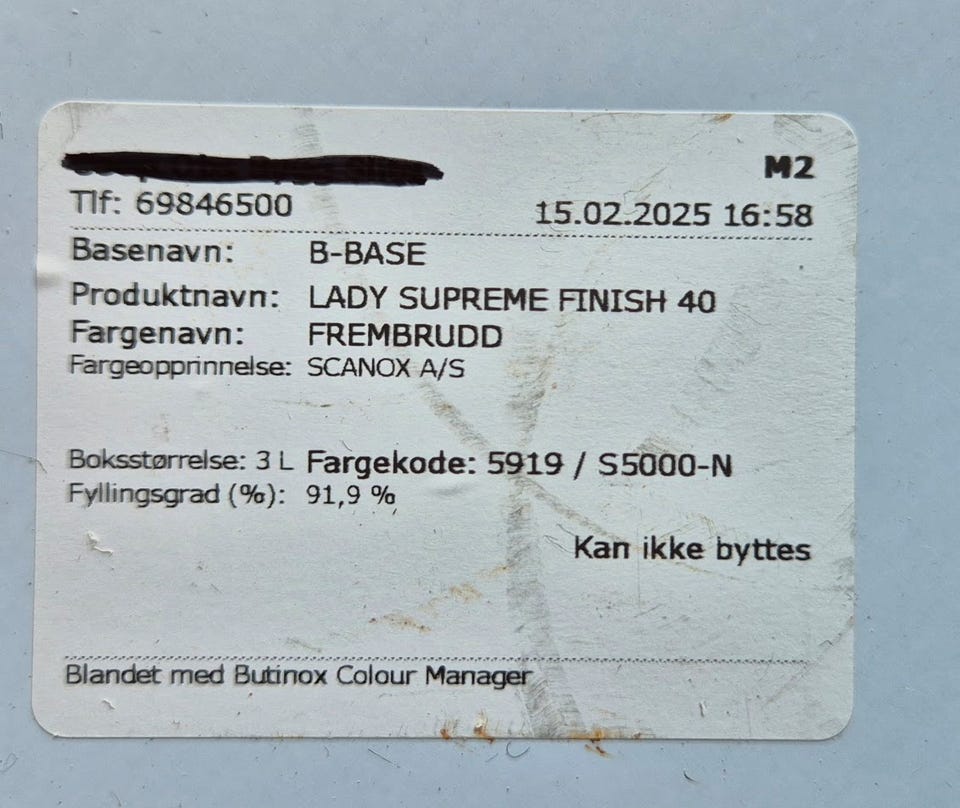 M2
Tlf: 69846500 15.02.2025 16:58
Basenavn: B-BASE
Produktnavn: LADY SUPREME FINISH 40
Fargenavn: FREMBRUDD
Fargeopprinnelse: SCANOX A/S
Boksstørrelse: 3 L Fargekode: 5919 / S5000-N
Fyllingsgrad (%): 91,9 %
Kan ikke byttes
Blandet med Butinox Colour Manager